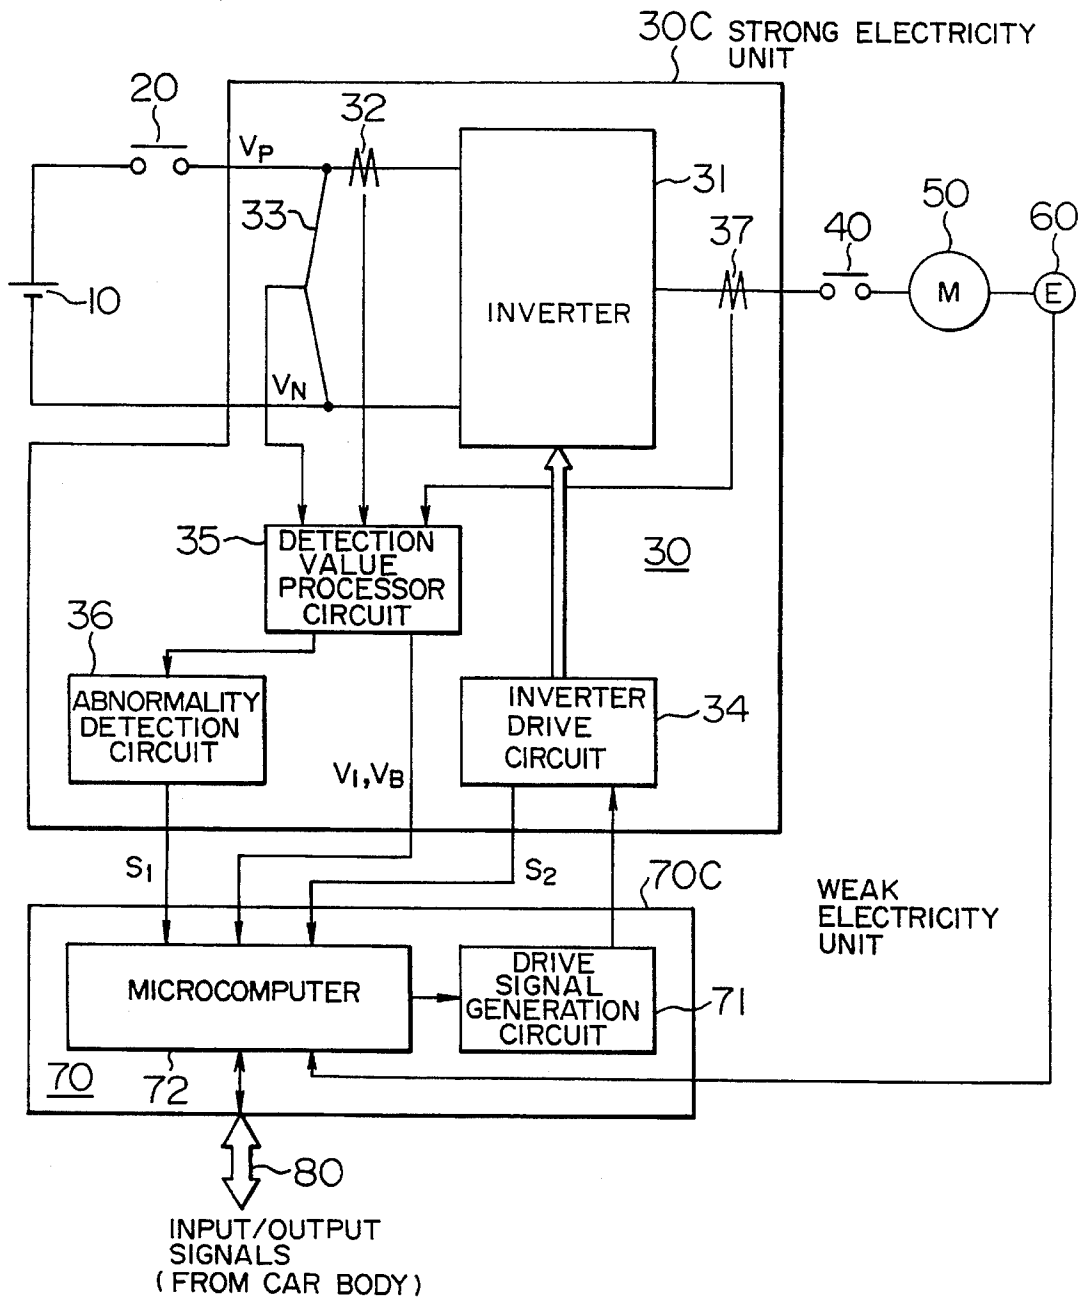 30C STRONG ELECTRICITY
UNIT
20
32
VP
31
50
33
37
40
60
10
INVERTER
M
E
VN
35
DETECTION
VALUE
PROCESSOR
CIRCUIT
30
36
ABNORMALITY
DETECTION
CIRCUIT
INVERTER
DRIVE
CIRCUIT
34
VI,VB
S1
S2
70C
WEAK
ELECTRICITY
UNIT
MICROCOMPUTER
DRIVE
SIGNAL
GENERATION
CIRCUIT
71
70
72
80
INPUT/OUTPUT
SIGNALS
(FROM CAR BODY)